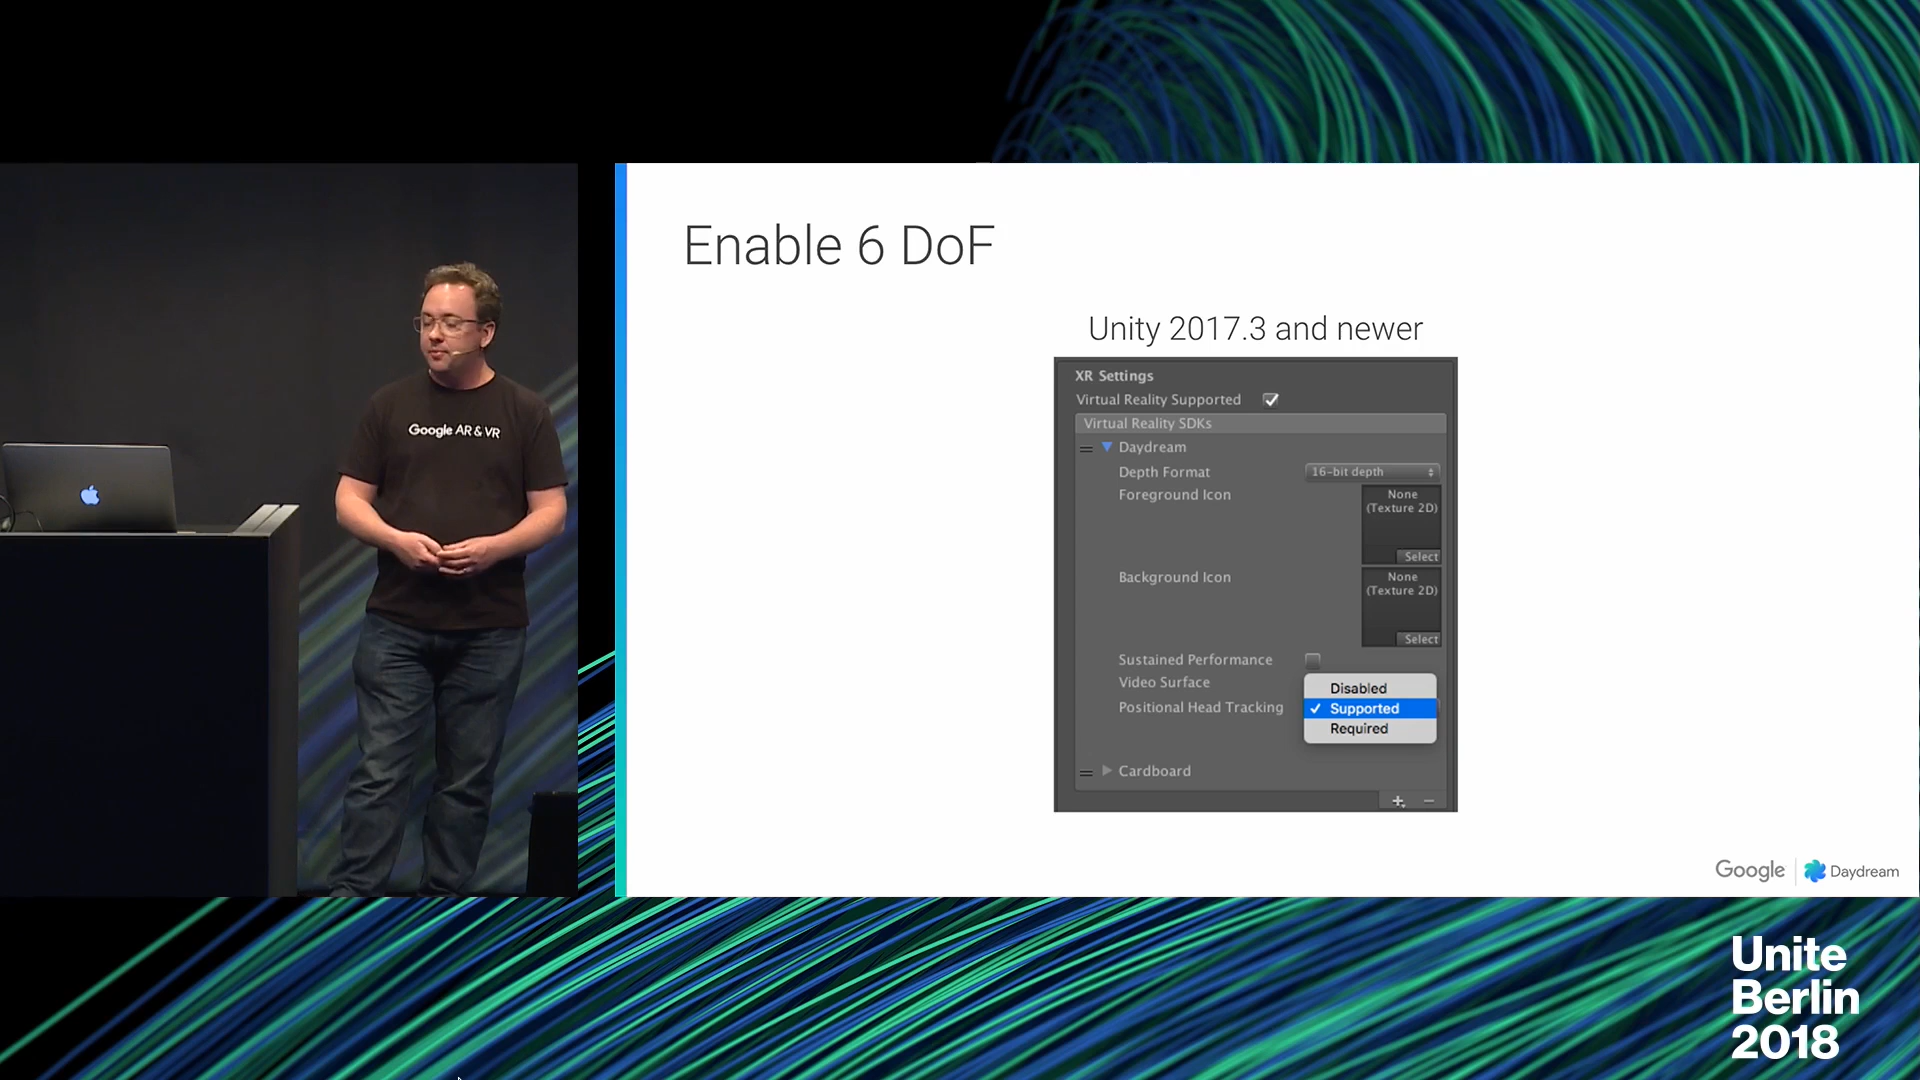 Google AR & VR
Enable 6 DoF
Unity 2017.3 and newer
XR Settings
Virtual Reality Supported
Virtual Reality SDKs
Daydream
Depth Format 16-bit depth
Foreground Icon None
(Texture 2D)
Select
Background Icon None
(Texture 2D)
Select
Sustained Performance
Video Surface
Disabled
Positional Head Tracking ✓ Supported
Required
Cardboard
+ −
Google | Daydream
Unite
Berlin
2018